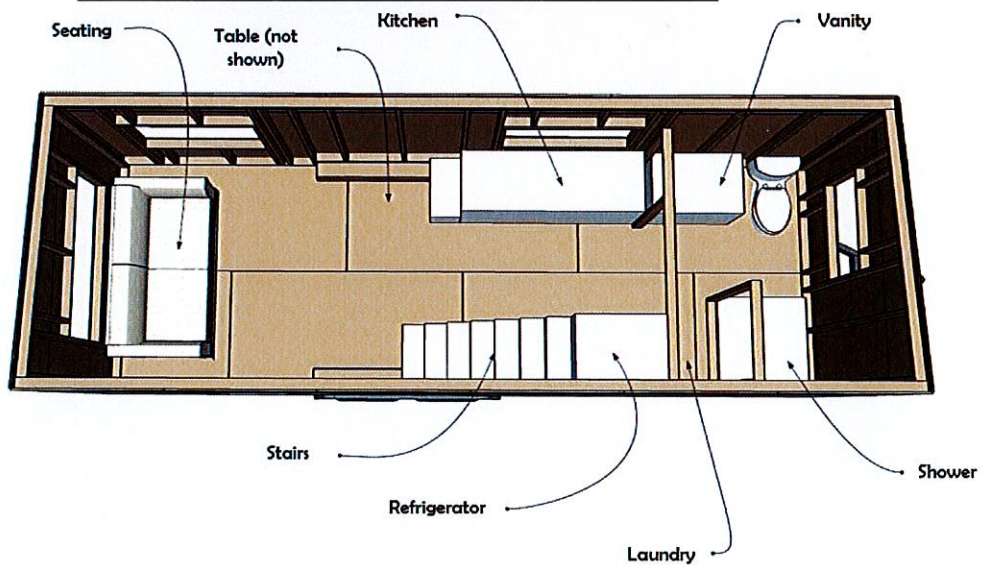 Seating
Table (not
shown)
Kitchen
Vanity
Stairs
Refrigerator
Laundry
Shower